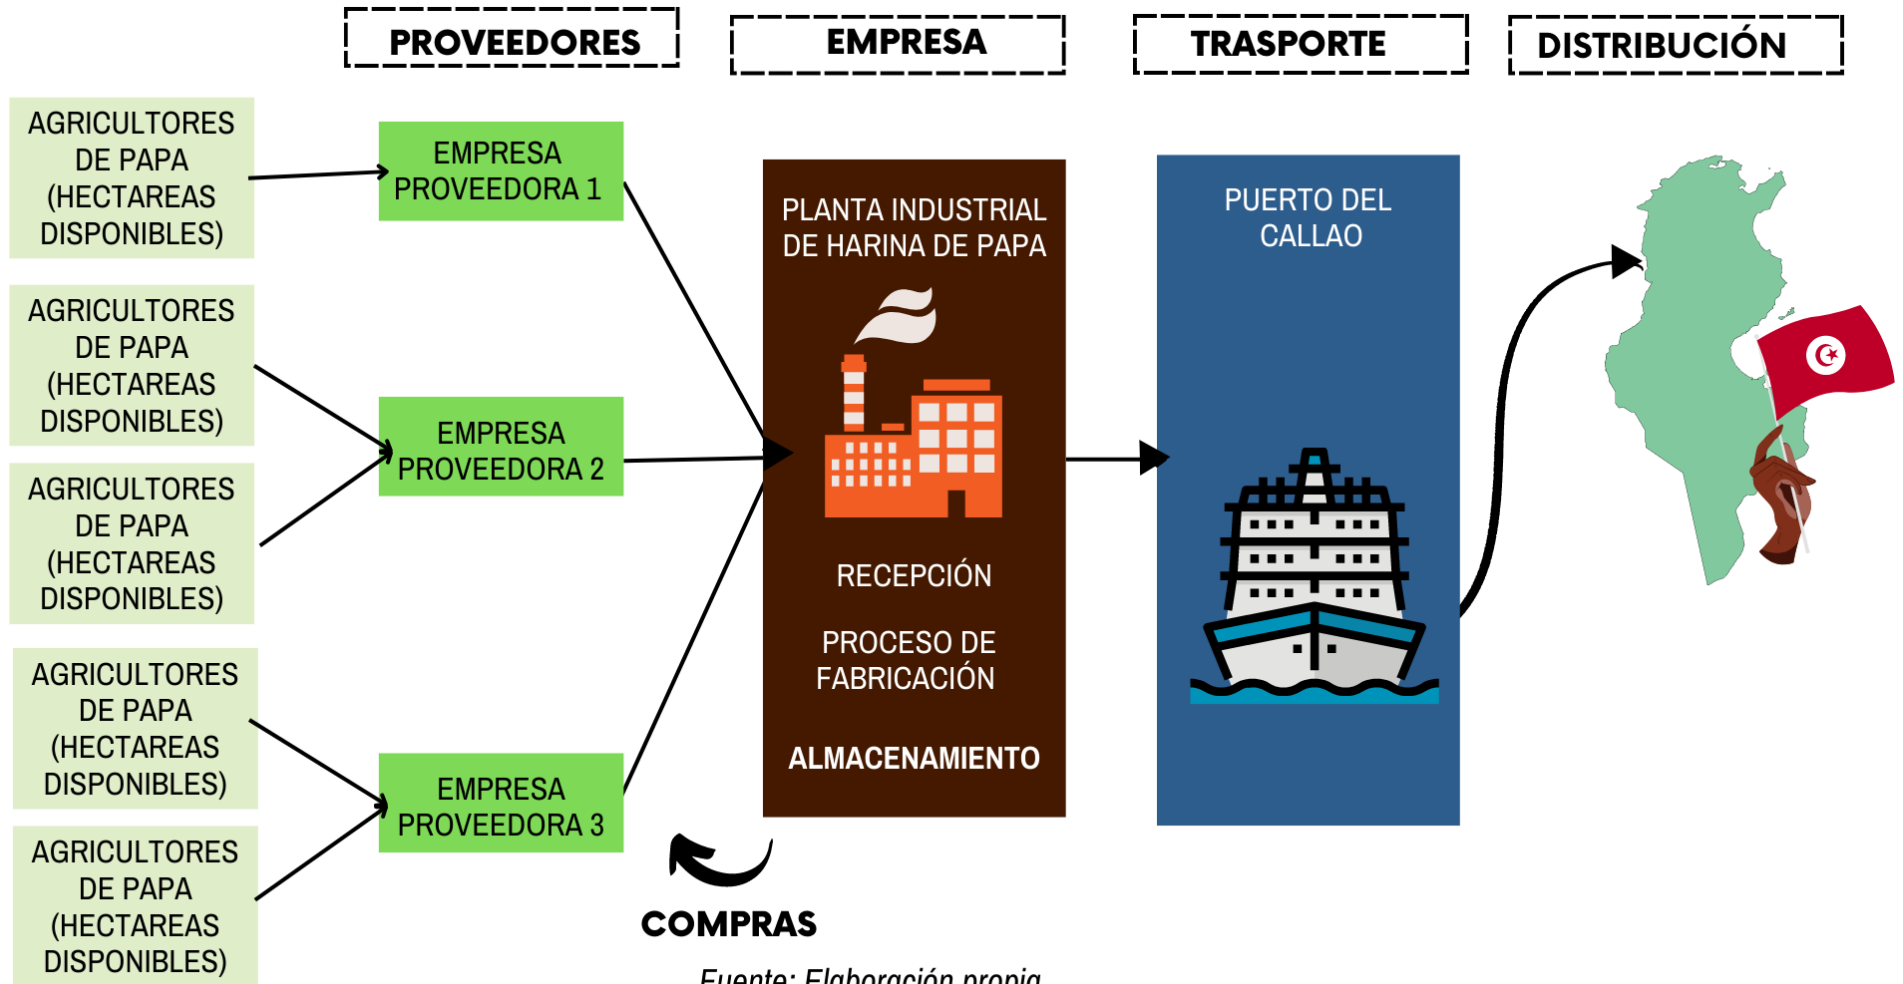 PROVEEDORES
EMPRESA
TRASPORTE
DISTRIBUCIÓN
AGRICULTORES
DE PAPA
(HECTAREAS
DISPONIBLES)
AGRICULTORES
DE PAPA
(HECTAREAS
DISPONIBLES)
AGRICULTORES
DE PAPA
(HECTAREAS
DISPONIBLES)
AGRICULTORES
DE PAPA
(HECTAREAS
DISPONIBLES)
AGRICULTORES
DE PAPA
(HECTAREAS
DISPONIBLES)
EMPRESA
PROVEEDORA 1
EMPRESA
PROVEEDORA 2
EMPRESA
PROVEEDORA 3
PLANTA INDUSTRIAL
DE HARINA DE PAPA
RECEPCIÓN
PROCESO DE
FABRICACIÓN
ALMACENAMIENTO
PUERTO DEL
CALLAO
COMPRAS
Fuente: Elaboración propia